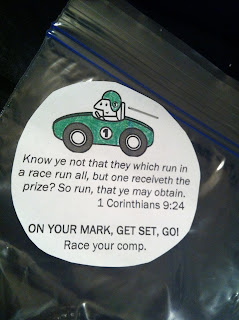 1
Know ye not that they which run in
a race run all, but one receiveth the
prize? So run, that ye may obtain.
1 Corinthians 9:24
ON YOUR MARK, GET SET, GO!
Race your comp.